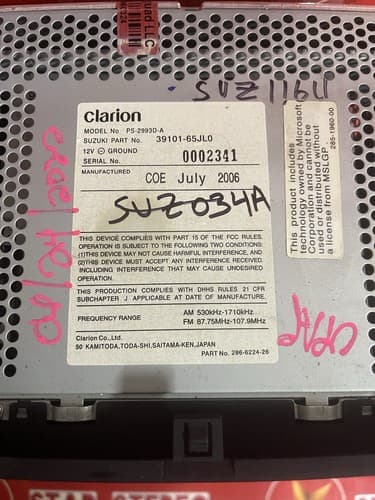 LLC
SUZ116U
clarion
MODEL No PS-2993D-A
SUZUKI PART No. 39101-65JL0
12V ⊖ GROUND
SERIAL No. 0002341
MANUFACTURED COE July 2006
SUZ034A
THIS DEVICE COMPLIES WITH PART 15 OF THE FCC RULES.
OPERATION IS SUBJECT TO THE FOLLOWING TWO CONDITIONS:
(1)THIS DEVICE MAY NOT CAUSE HARMFUL INTERFERENCE, AND
(2)THIS DEVICE MUST ACCEPT ANY INTERFERENCE RECEIVED,
INCLUDING INTERFERENCE THAT MAY CAUSE UNDESIRED
OPERATION.
THIS PRODUCTION COMPLIES WITH DHHS RULES 21 CFR
SUBCHAPTER J APPLICABLE AT DATE OF MANUFACTURE.
FREQUENCY RANGE
AM 530kHz-1710kHz
FM 87.75MHz-107.9MHz
Clarion Co.,Ltd.
50 KAMITODA,TODA-SHI,SAITAMA-KEN,JAPAN
PART No. 286-6224-26
This product includes
technology owned by Microsoft
Corporation and cannot be
used or distributed without
a license from MSLGP.
285-1960-00
STAR STEREO